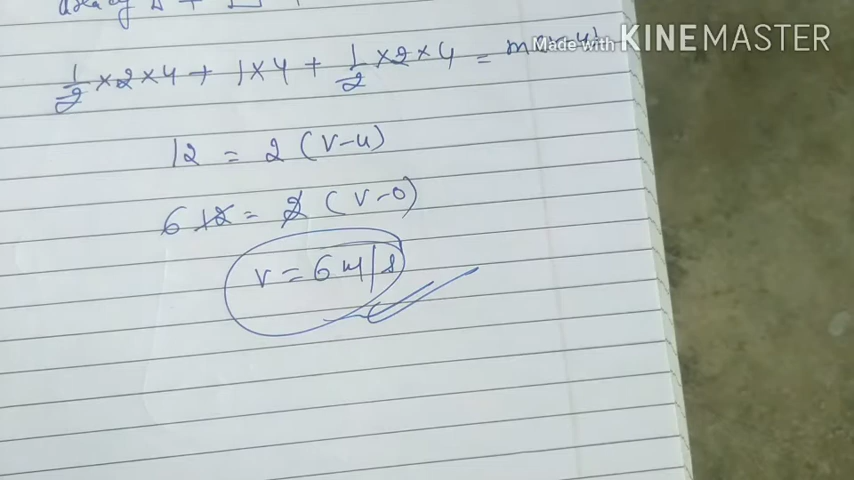 Made with KINEMASTER
1/2 × 2 × 4 + 1 × 4 + 1/2 × 2 × 4 =
12 = 2 (v-u)
6 12 = 2 (v-0)
v = 6 m/s